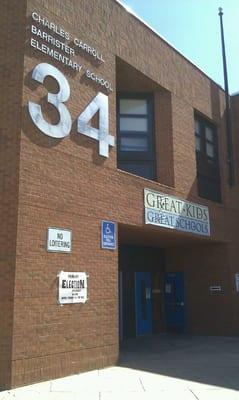 CHARLES CARROLL
BARRISTER
ELEMENTARY SCHOOL
34
GREAT KIDS
GREAT SCHOOLS
NO
LOITERING
ELECTION